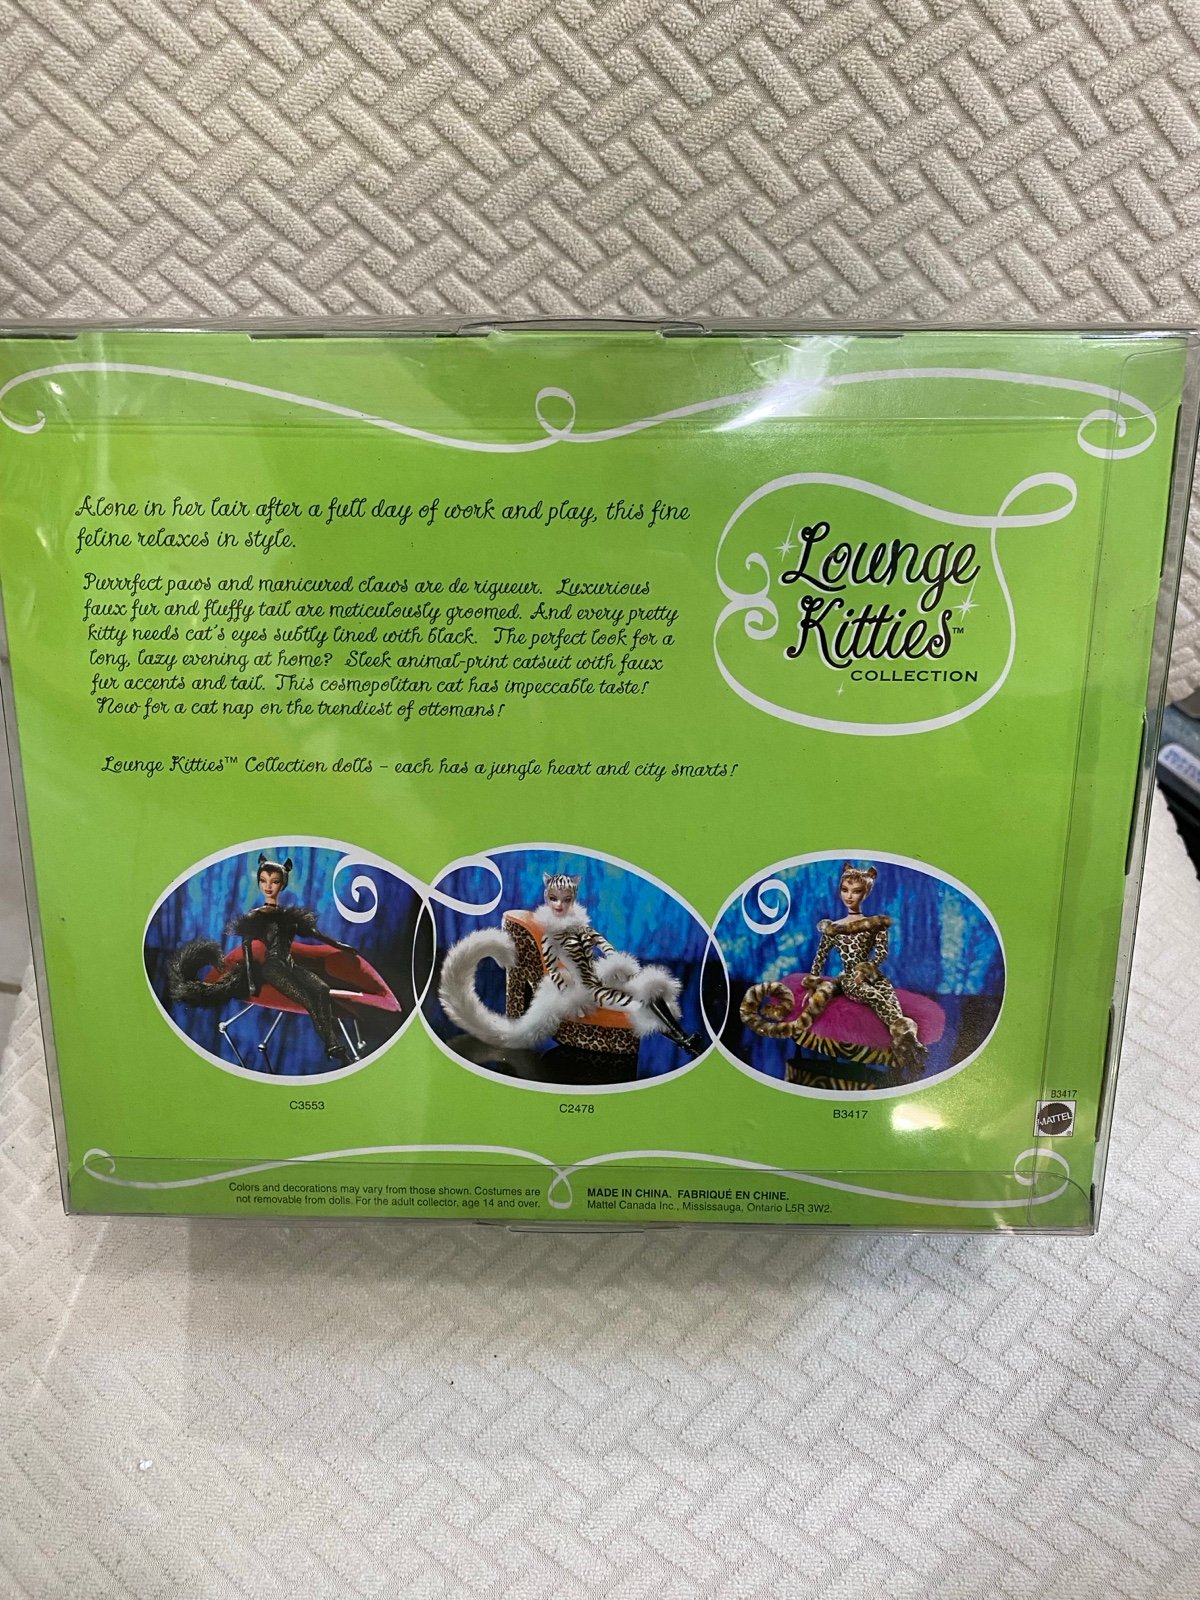 Alone in her lair after a full day of work and play, this fine
feline relaxes in style.
Purrrfect paws and manicured claws are de rigueur. Luxurious
faux fur and fluffy tail are meticulously groomed. And every pretty
kitty needs cat's eyes subtly lined with black. The perfect look for a
long, lazy evening at home? Sleek animal-print catsuit with faux
fur accents and tail. This cosmopolitan cat has impeccable taste!
Now for a cat nap on the trendiest of ottomans!
Lounge Kitties™ Collection dolls – each has a jungle heart and city smarts!
Lounge
Kitties™
COLLECTION
C3553
C2478
B3417
B3417
MATTEL
®
Colors and decorations may vary from those shown. Costumes are
not removable from dolls. For the adult collector, age 14 and over.
MADE IN CHINA. FABRIQUÉ EN CHINE.
Mattel Canada Inc., Mississauga, Ontario L5R 3W2.